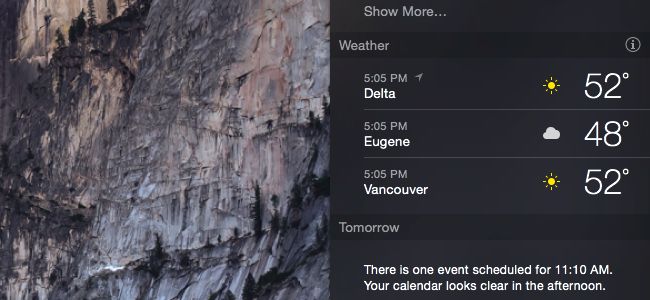 Show More...
Weather
5:05 PM
Delta
52°
5:05 PM
Eugene
48°
5:05 PM
Vancouver
52°
Tomorrow
There is one event scheduled for 11:10 AM.
Your calendar looks clear in the afternoon.